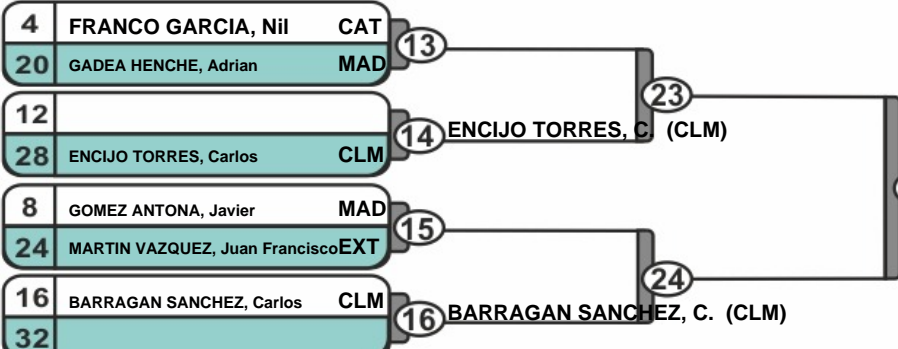 4 FRANCO GARCIA, Nil CAT
20 GADEA HENCHE, Adrian MAD
13
12
28 ENCIJO TORRES, Carlos CLM
14 ENCIJO TORRES, C. (CLM)
23
8 GOMEZ ANTONA, Javier MAD
24 MARTIN VAZQUEZ, Juan Francisco EXT
15
16 BARRAGAN SANCHEZ, Carlos CLM
32
16 BARRAGAN SANCHEZ, C. (CLM)
24